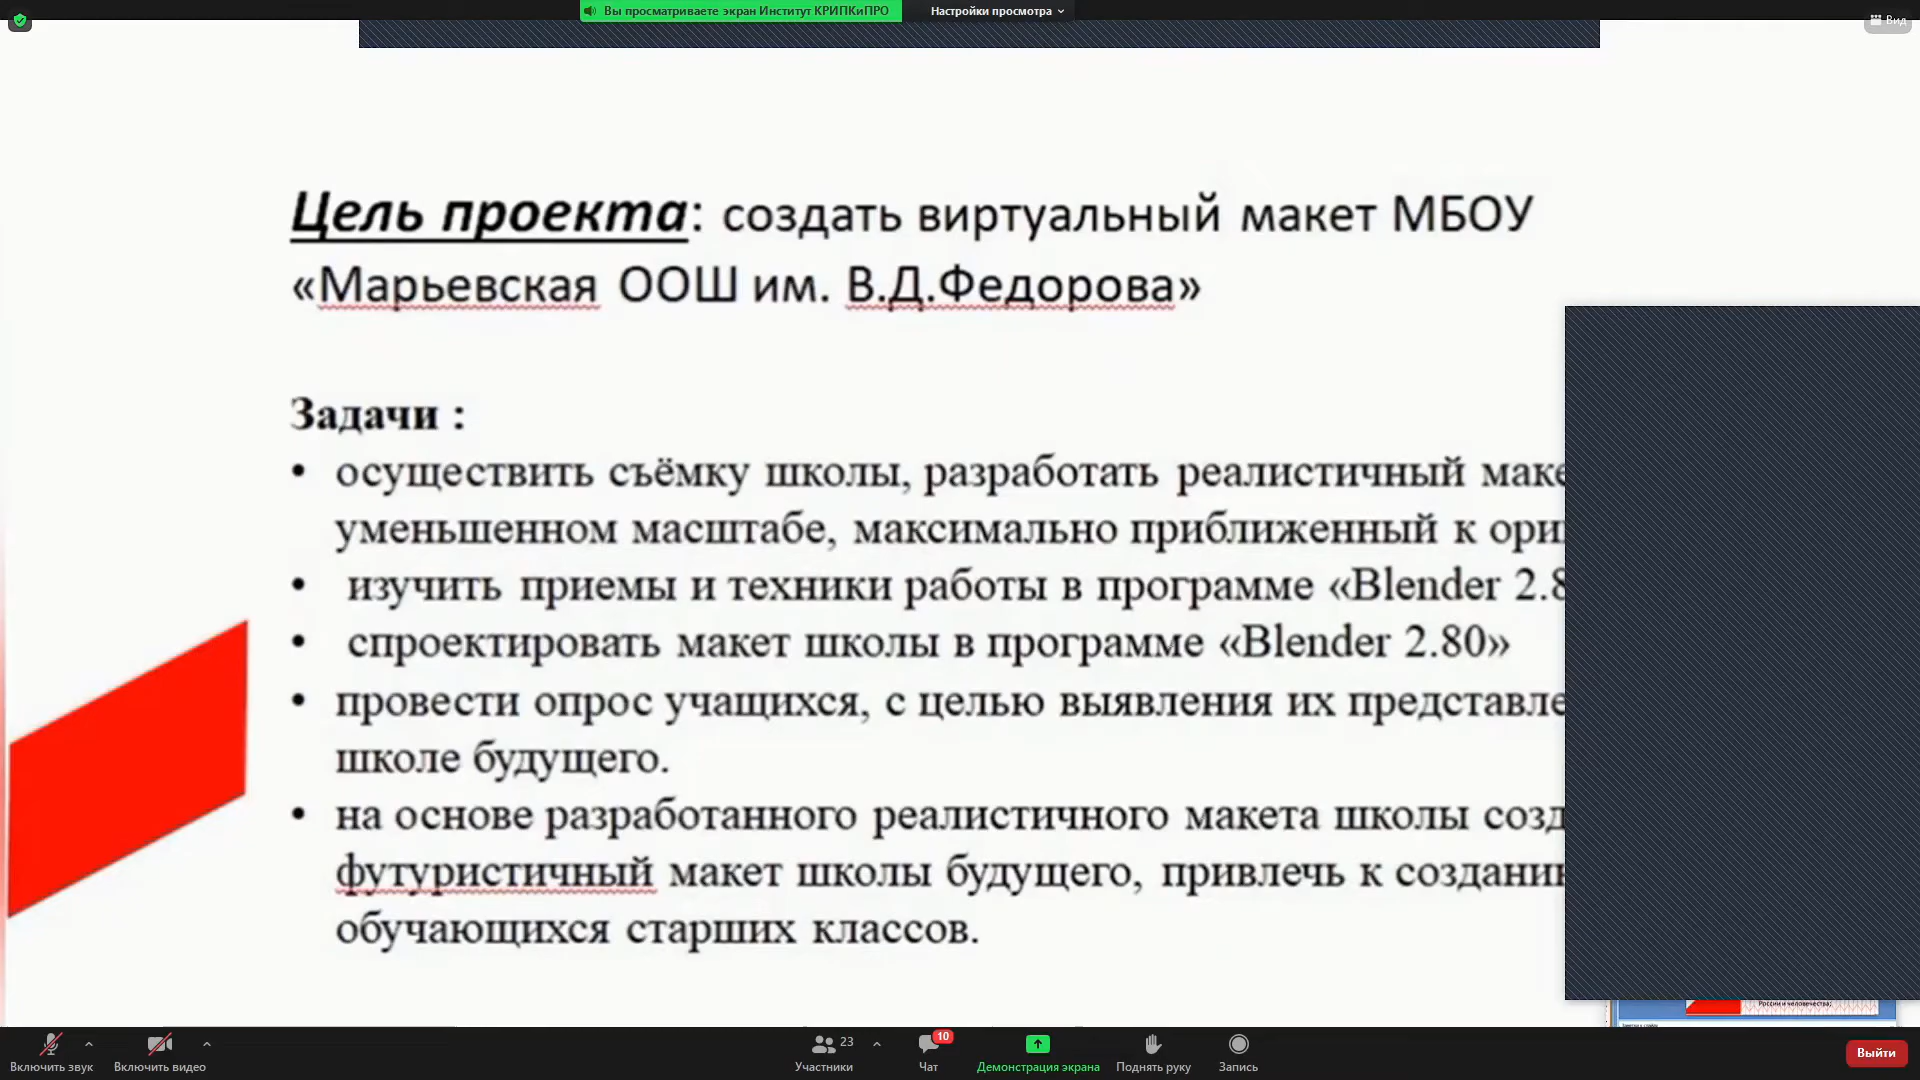 Вы просматриваете экран Институт КРИПКиПРО
Настройки просмотра
Вид
Цель проекта: создать виртуальный макет МБОУ
«Марьевская ООШ им. В.Д.Федорова»
Задачи :
• осуществить съёмку школы, разработать реалистичный маке
уменьшенном масштабе, максимально приближенный к ори
• изучить приемы и техники работы в программе «Blender 2.8
• спроектировать макет школы в программе «Blender 2.80»
• провести опрос учащихся, с целью выявления их представле
школе будущего.
• на основе разработанного реалистичного макета школы созд
футуристичный макет школы будущего, привлечь к создани
обучающихся старших классов.
России и человечества;
Включить звук
Включить видео
23
Участники
10
Чат
Демонстрация экрана
Поднять руку
Запись
Выйти